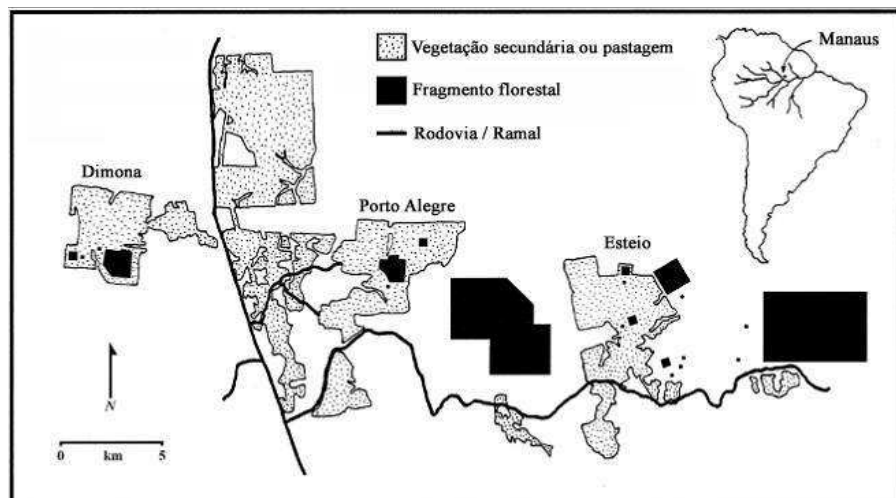 Vegetação secundária ou pastagem
Manaus
Fragmento florestal
Rodovia / Ramal
Dimona
Porto Alegre
Esteio
N
0 km 5